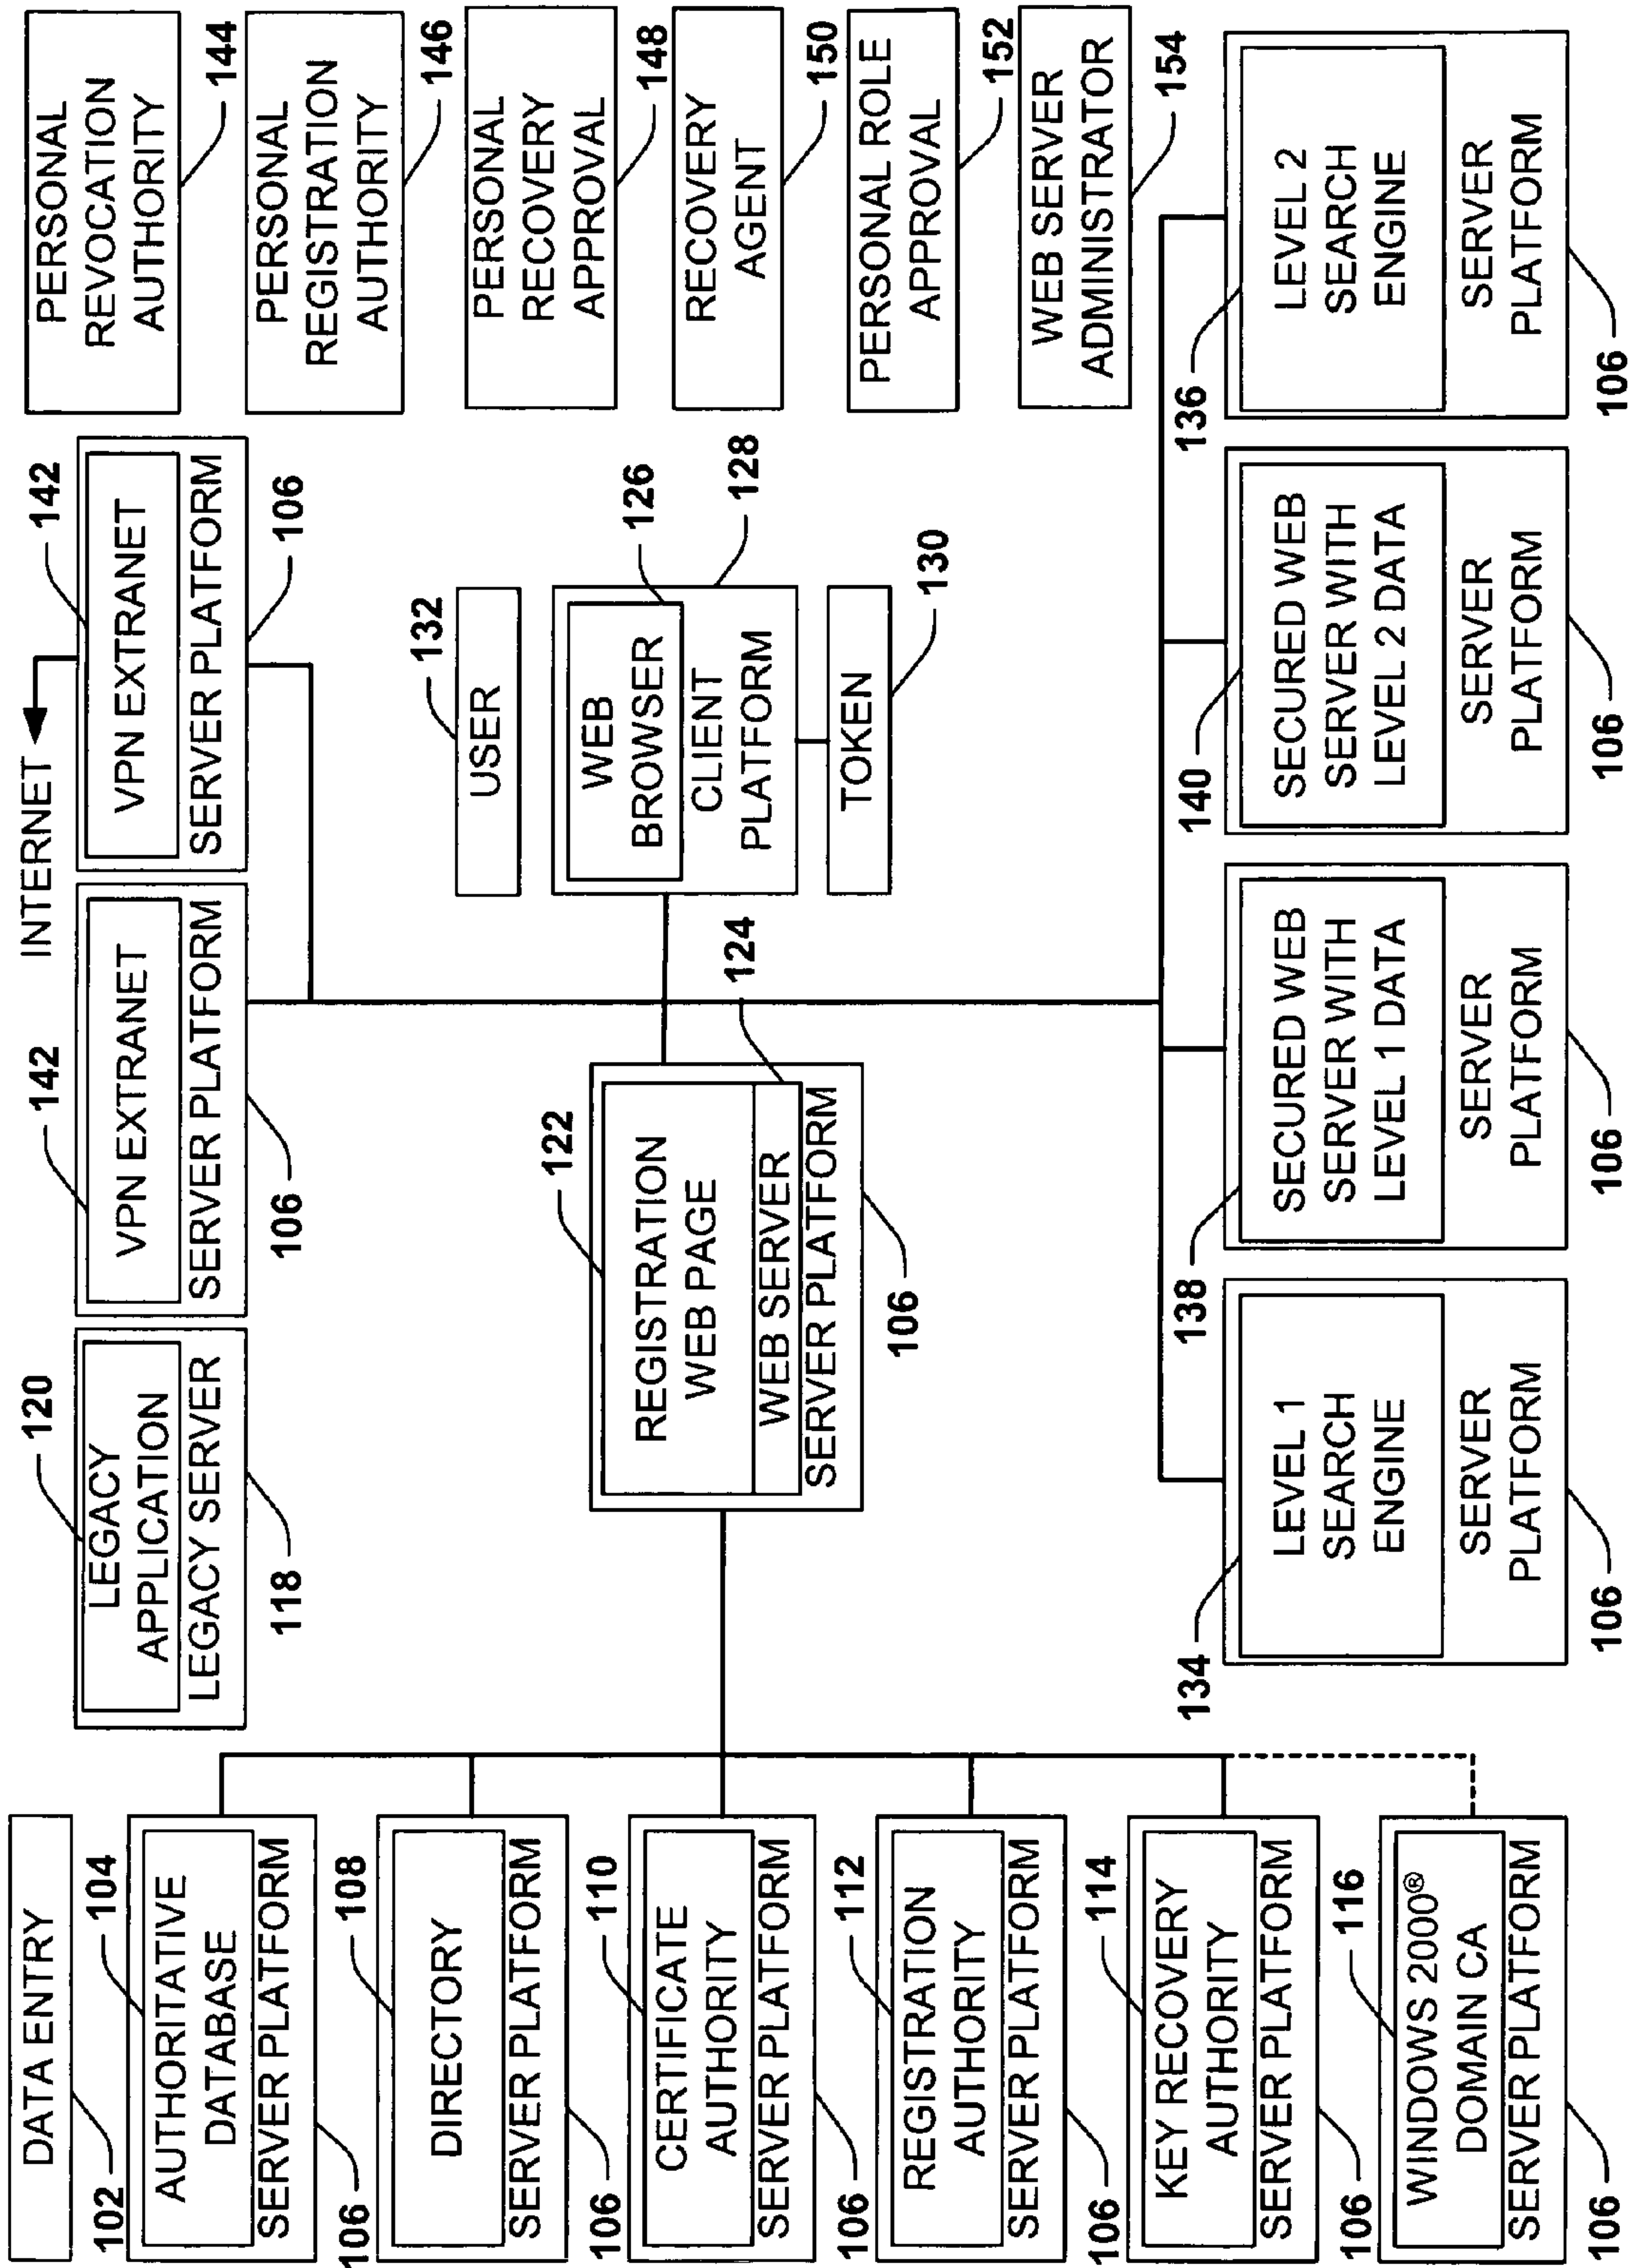 DATA ENTRY
102
104
AUTHORITATIVE
DATABASE
SERVER PLATFORM
106
108
DIRECTORY
SERVER PLATFORM
106
110
CERTIFICATE
AUTHORITY
SERVER PLATFORM
106
112
REGISTRATION
AUTHORITY
SERVER PLATFORM
106
114
KEY RECOVERY
AUTHORITY
SERVER PLATFORM
106
116
WINDOWS 2000®
DOMAIN CA
SERVER PLATFORM
106
120
LEGACY
APPLICATION
LEGACY SERVER
118
142
VPN EXTRANET
SERVER PLATFORM
106
INTERNET
142
VPN EXTRANET
SERVER PLATFORM
106
122
REGISTRATION
WEB PAGE
124
WEB SERVER
SERVER PLATFORM
106
132
USER
126
WEB
BROWSER
128
CLIENT
PLATFORM
TOKEN
130
134
LEVEL 1
SEARCH
ENGINE
SERVER
PLATFORM
106
138
SECURED WEB
SERVER WITH
LEVEL 1 DATA
SERVER
PLATFORM
106
140
SECURED WEB
SERVER WITH
LEVEL 2 DATA
SERVER
PLATFORM
106
136
LEVEL 2
SEARCH
ENGINE
SERVER
PLATFORM
106
PERSONAL
REVOCATION
AUTHORITY
144
PERSONAL
REGISTRATION
AUTHORITY
146
PERSONAL
RECOVERY
APPROVAL
148
RECOVERY
AGENT
150
PERSONAL ROLE
APPROVAL
152
WEB SERVER
ADMINISTRATOR
154